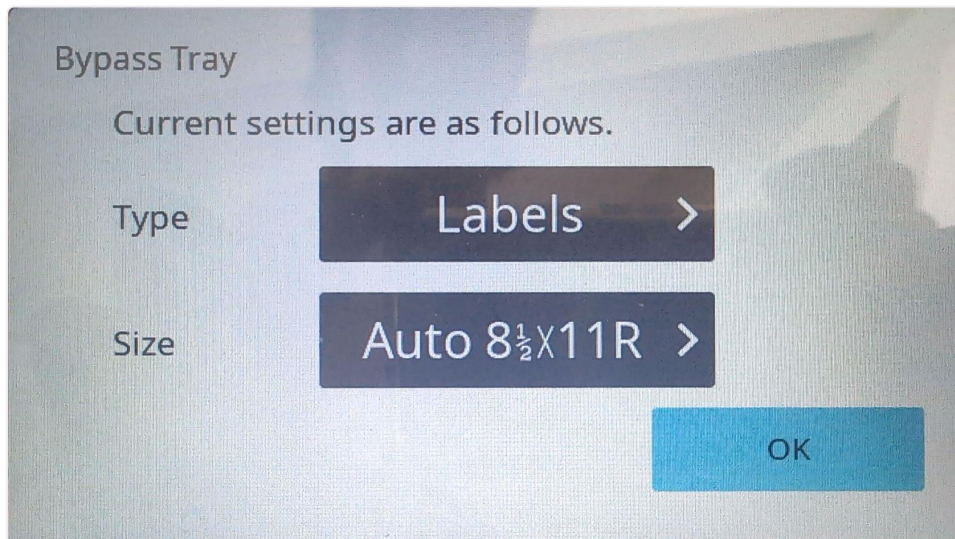 Bypass Tray
Current settings are as follows.
Type Labels >
Size Auto 8½X11R >
OK